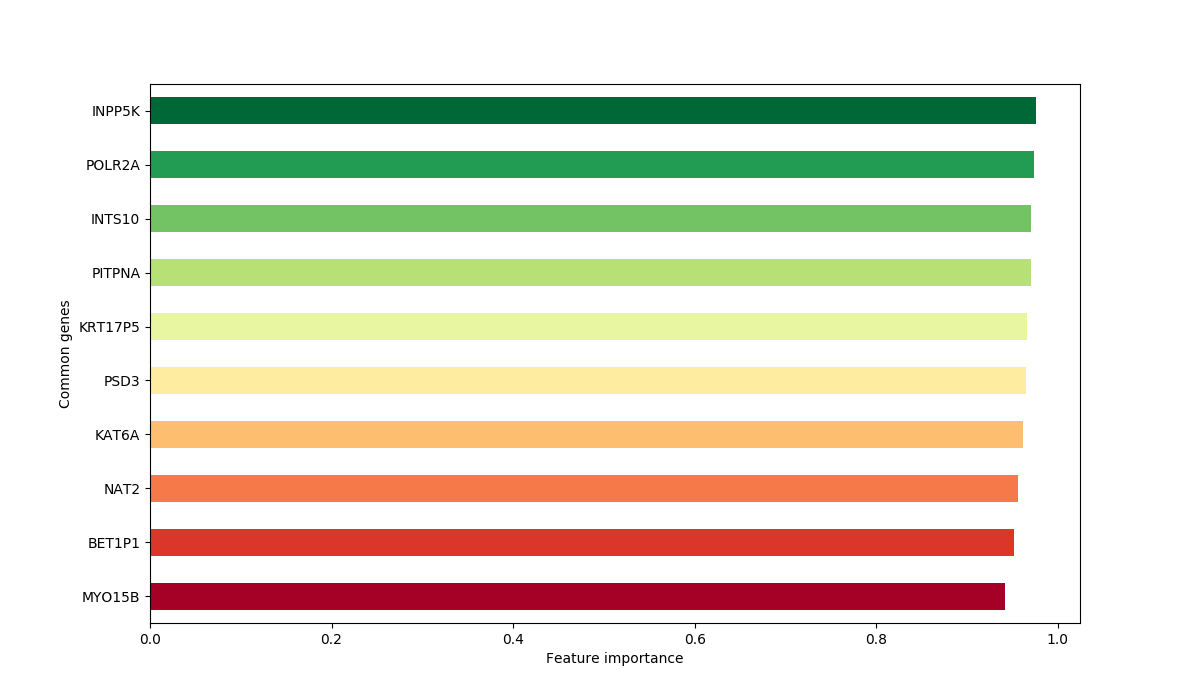 INPP5K
POLR2A
INTS10
PITPNA
KRT17P5
PSD3
KAT6A
NAT2
BET1P1
MYO15B
Common genes
0.0 0.2 0.4 0.6 0.8 1.0
Feature importance